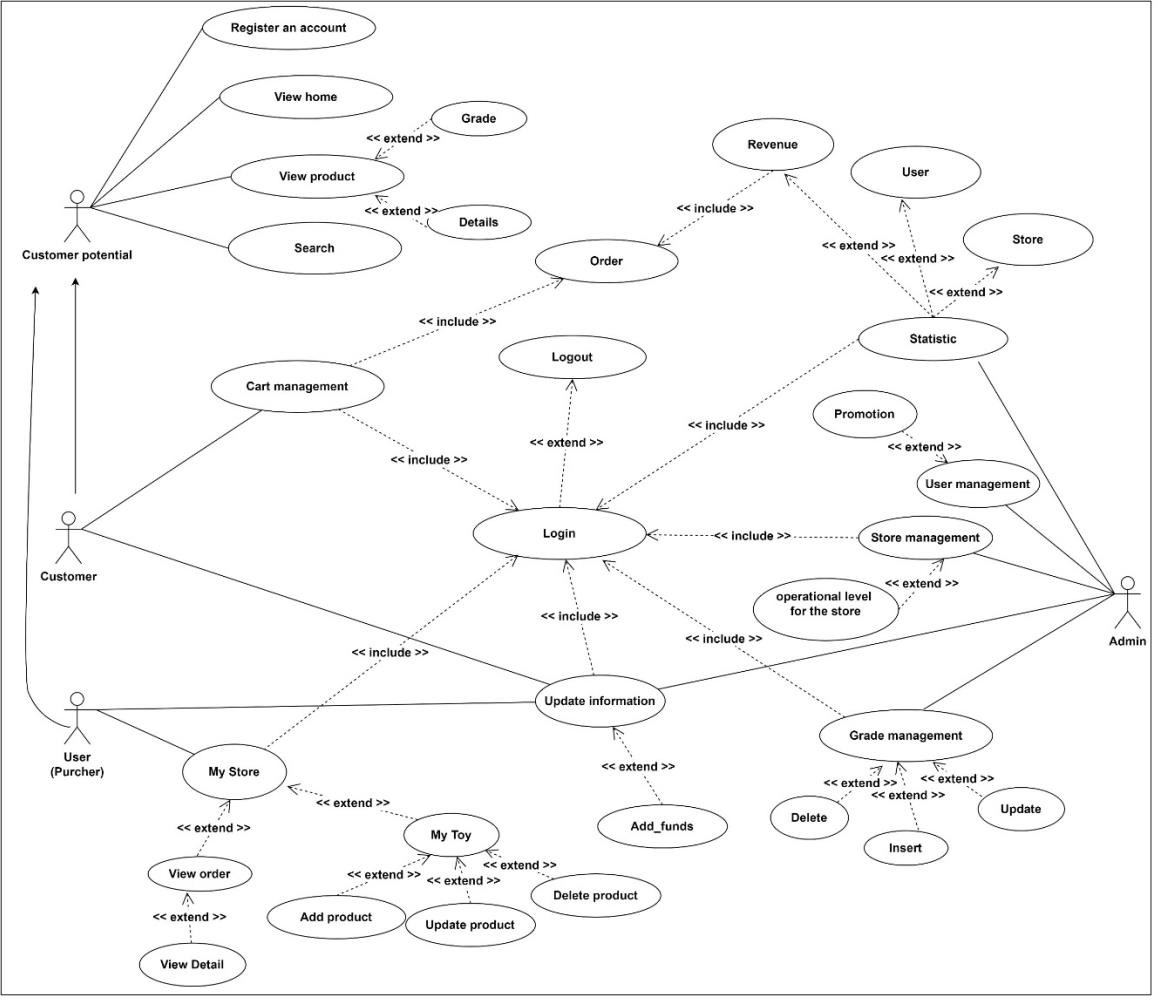 Register an account
View home
Grade
<< extend >>
View product
<< extend >>
Details
Search
Customer potential
Revenue
User
<< include >>
Store
<< extend >>
<< extend >>
<< extend >>
Order
<< include >>
Statistic
Logout
Cart management
<< extend >>
<< include >>
<< include >>
Promotion
<< extend >>
User management
Login
<< include >>
Store management
<< extend >>
operational level
for the store
Customer
<< include >>
<< include >>
<< include >>
Admin
Update information
User
(Purcher)
Grade management
My Store
<< extend >>
<< extend >>
<< extend >>
<< extend >>
<< extend >>
Delete
Update
Insert
Add_funds
<< extend >>
My Toy
View order
<< extend >>
<< extend >>
<< extend >>
Delete product
<< extend >>
Add product
Update product
View Detail